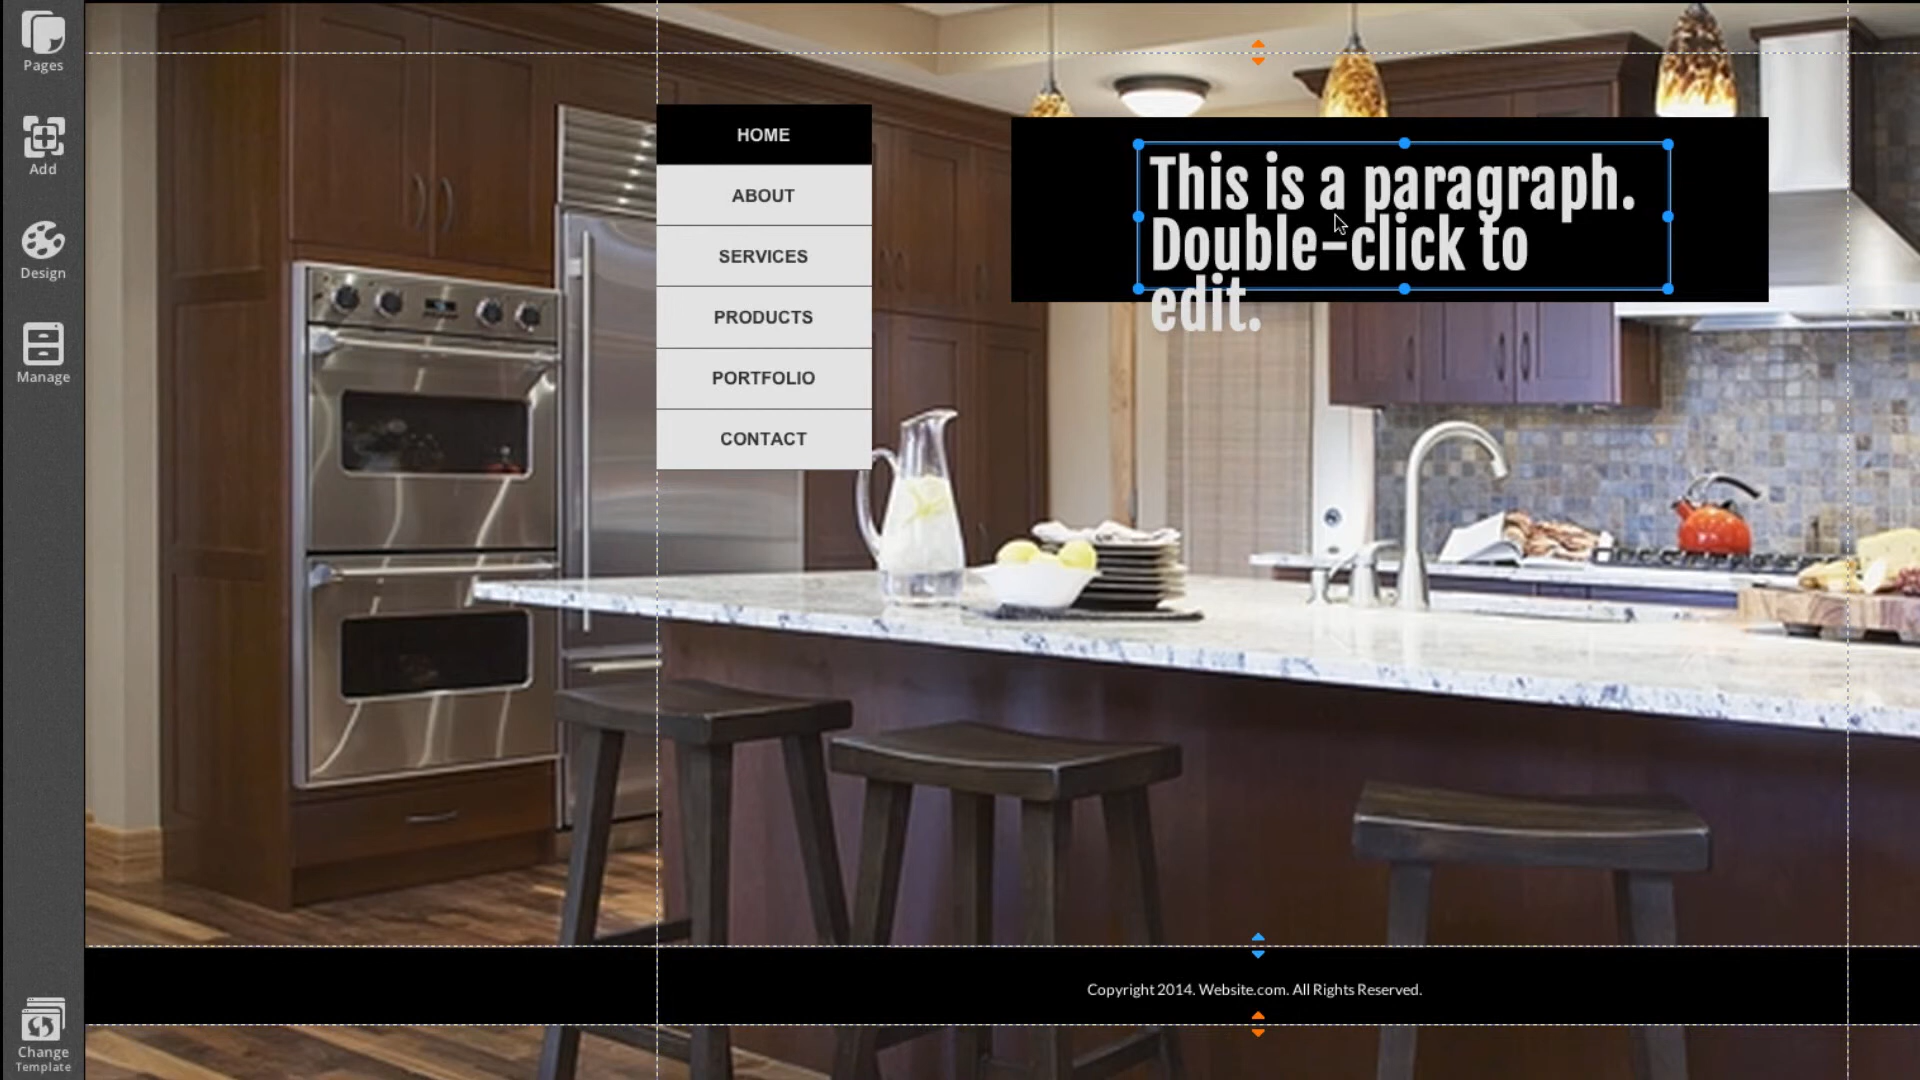 Pages
Add
Design
Manage
Change
Template
HOME
ABOUT
SERVICES
PRODUCTS
PORTFOLIO
CONTACT
This is a paragraph.
Double-click to
edit.
Copyright 2014. Website.com. All Rights Reserved.